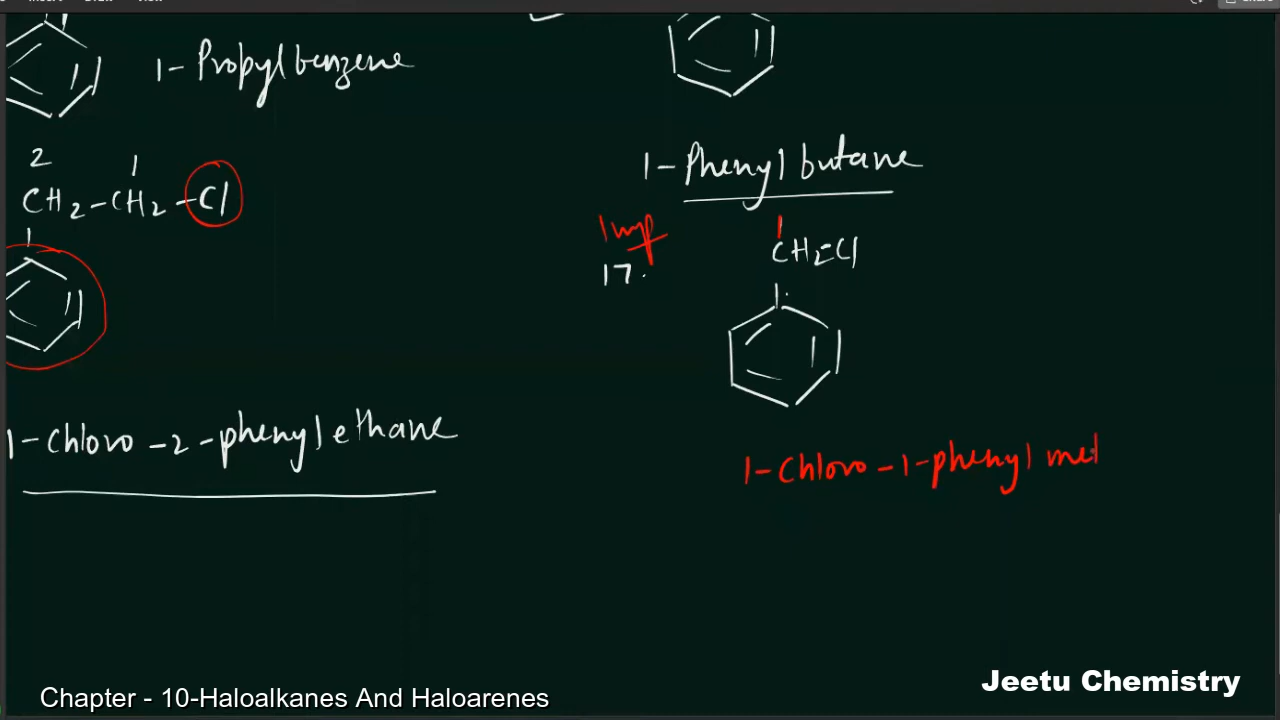 1- Propylbenzene
2 1
CH2-CH2-Cl
1-Chloro-2-phenylethane
1-Phenylbutane
Imp
17.
1
CH2-Cl
1-Chloro-1-phenyl met
Jeetu Chemistry
Chapter - 10-Haloalkanes And Haloarenes